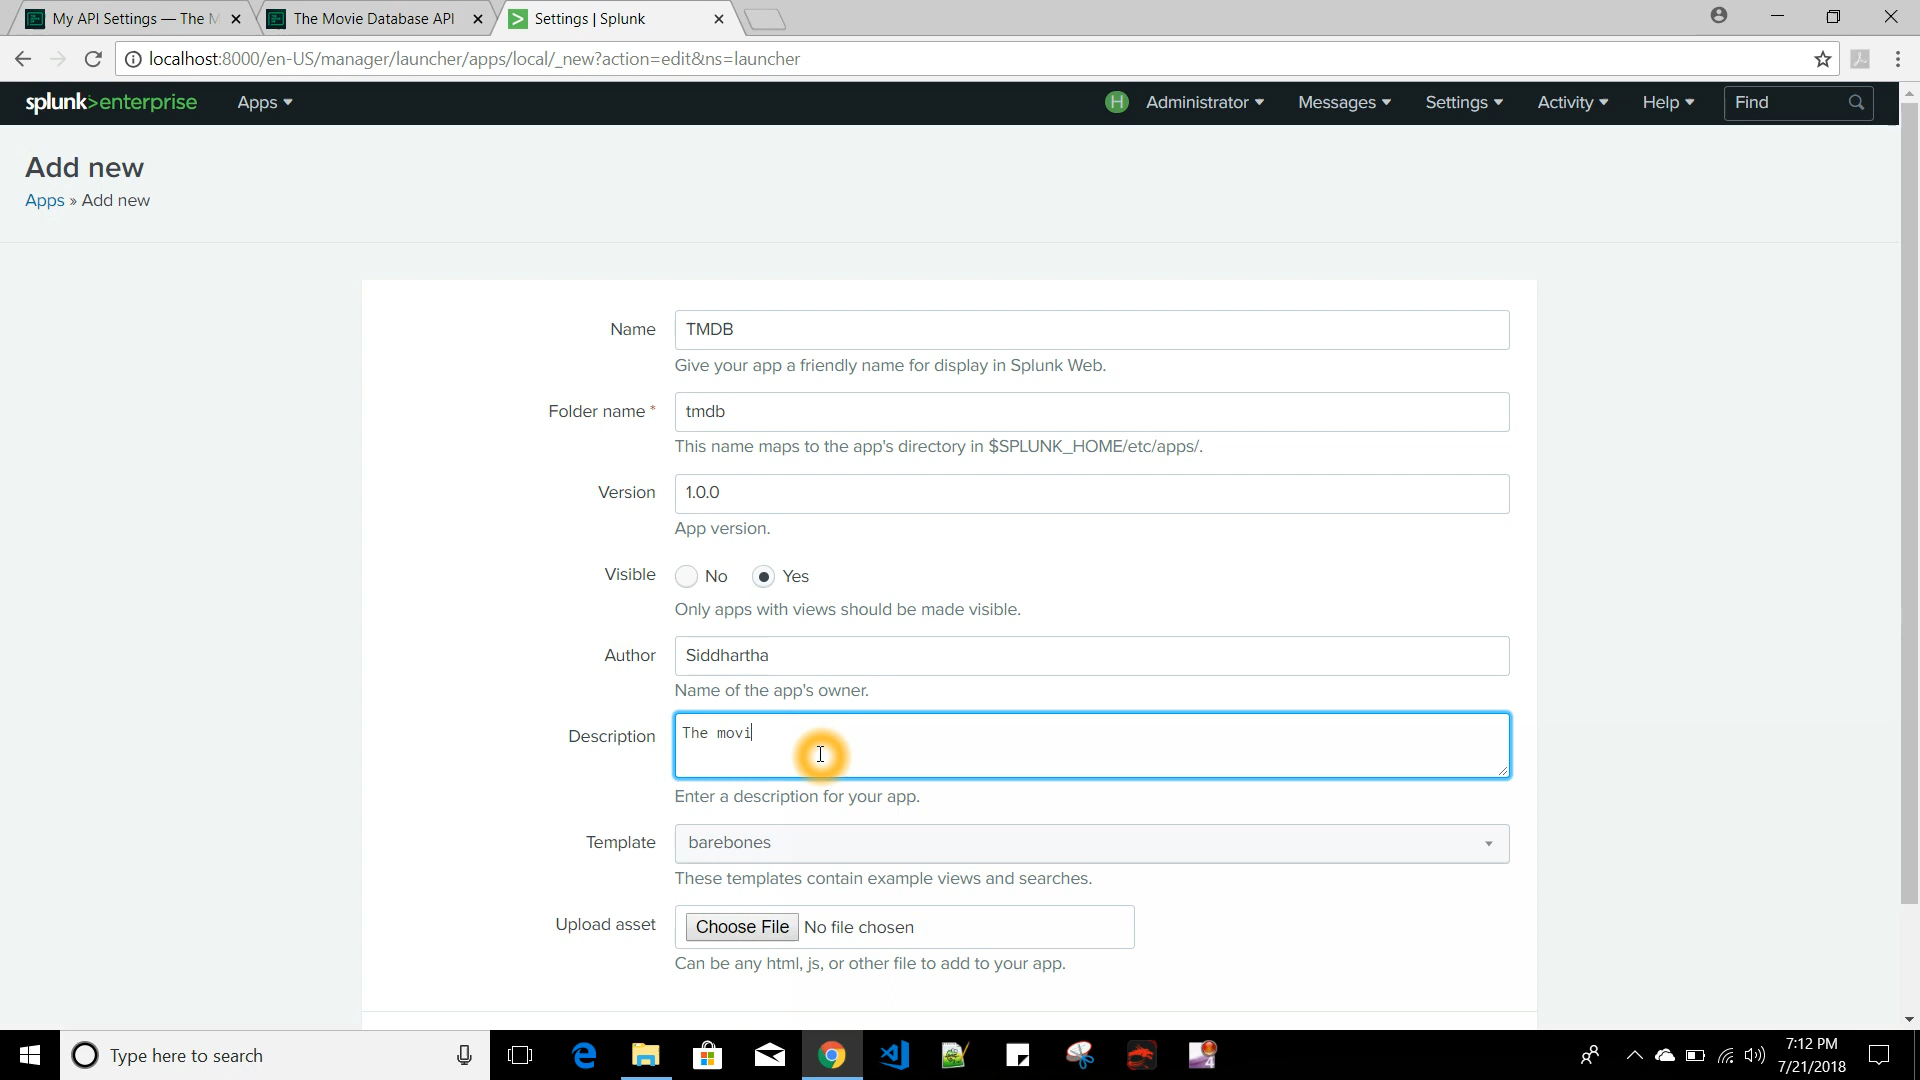 My API Settings — The M
The Movie Database API
Settings | Splunk
localhost:8000/en-US/manager/launcher/apps/local/_new?action=edit&ns=launcher
splunk>enterprise
Apps
H
Administrator
Messages
Settings
Activity
Help
Find
Add new
Apps » Add new
Name
TMDB
Give your app a friendly name for display in Splunk Web.
Folder name *
tmdb
This name maps to the app's directory in $SPLUNK_HOME/etc/apps/.
Version
1.0.0
App version.
Visible
No
Yes
Only apps with views should be made visible.
Author
Siddhartha
Name of the app's owner.
Description
The movi
Enter a description for your app.
Template
barebones
These templates contain example views and searches.
Upload asset
Choose File
No file chosen
Can be any html, js, or other file to add to your app.
Type here to search
7:12 PM
7/21/2018